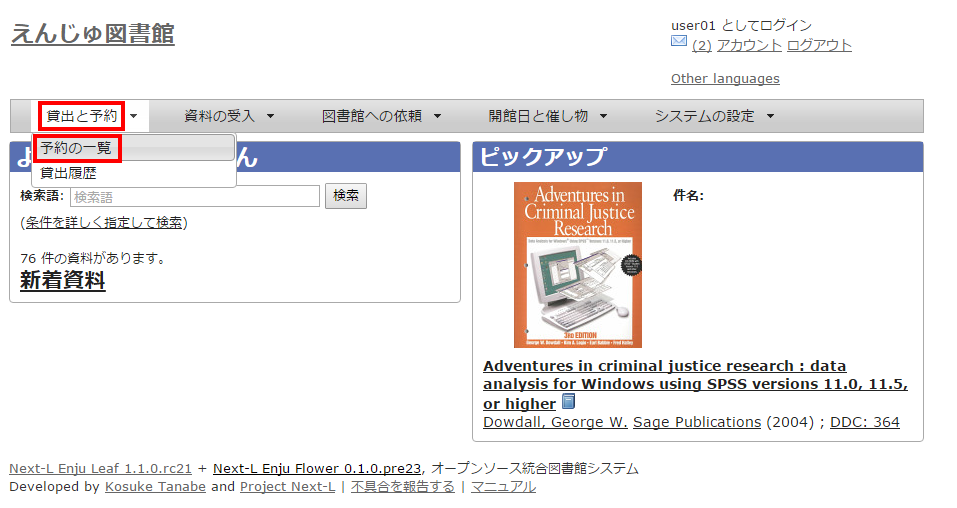 えんじゅ図書館
user01 としてログイン
(2) アカウント ログアウト
Other languages
貸出と予約 資料の受入 図書館への依頼 開館日と催し物 システムの設定
予約の一覧
貸出履歴
ん
検索語: 検索語 検索
(条件を詳しく指定して検索)
76 件の資料があります。
新着資料
ピックアップ
Adventures in
Criminal Justice
Research
件名:
3RD EDITION
Adventures in criminal justice research : data
analysis for Windows using SPSS versions 11.0, 11.5,
or higher
Dowdall, George W. Sage Publications (2004) ; DDC: 364
Next-L Enju Leaf 1.1.0.rc21 + Next-L Enju Flower 0.1.0.pre23, オープンソース統合図書館システム
Developed by Kosuke Tanabe and Project Next-L | 不具合を報告する | マニュアル